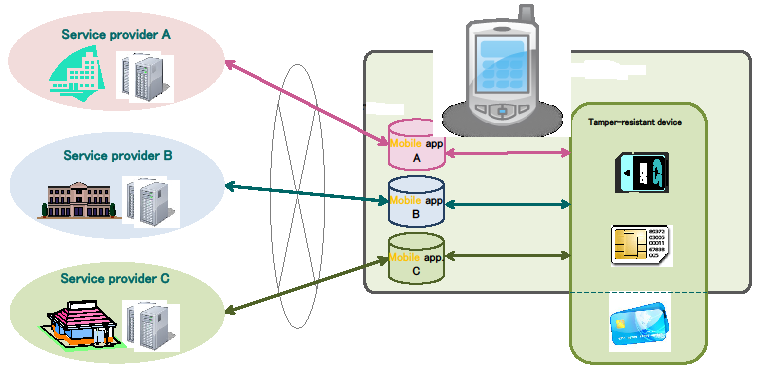 Service provider A
Service provider B
Service provider C
Mobile app
A
Mobile app
B
Mobile app.
C
Tamper-resistant device